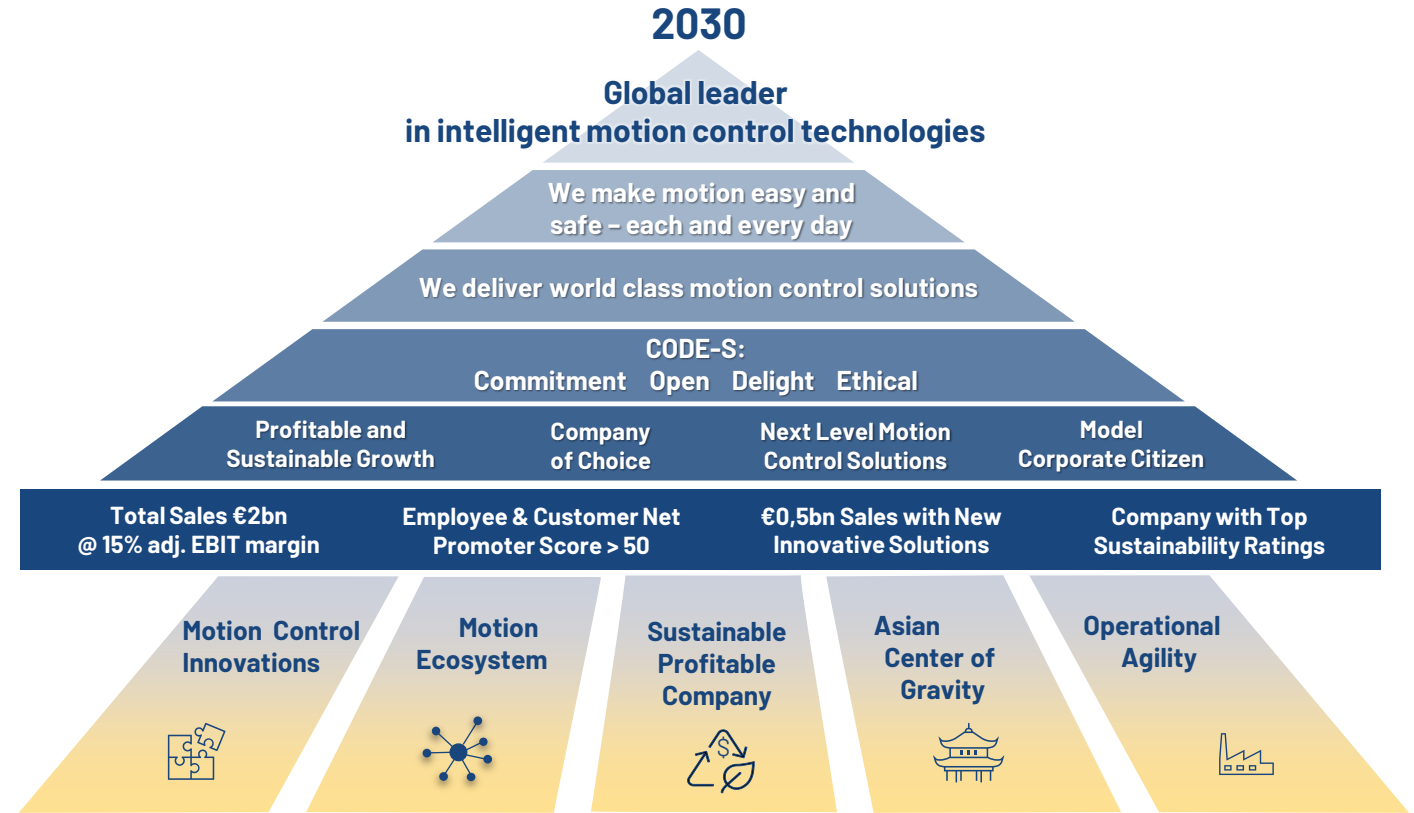 2030
Global leader
in intelligent motion control technologies
We make motion easy and
safe – each and every day
We deliver world class motion control solutions
CODE-S:
Commitment Open Delight Ethical
Profitable and
Sustainable Growth
Company
of Choice
Next Level Motion
Control Solutions
Model
Corporate Citizen
Total Sales €2bn
@ 15% adj. EBIT margin
Employee & Customer Net
Promoter Score > 50
€0,5bn Sales with New
Innovative Solutions
Company with Top
Sustainability Ratings
Motion Control
Innovations
Motion
Ecosystem
Sustainable
Profitable
Company
$
Asian
Center of
Gravity
Operational
Agility